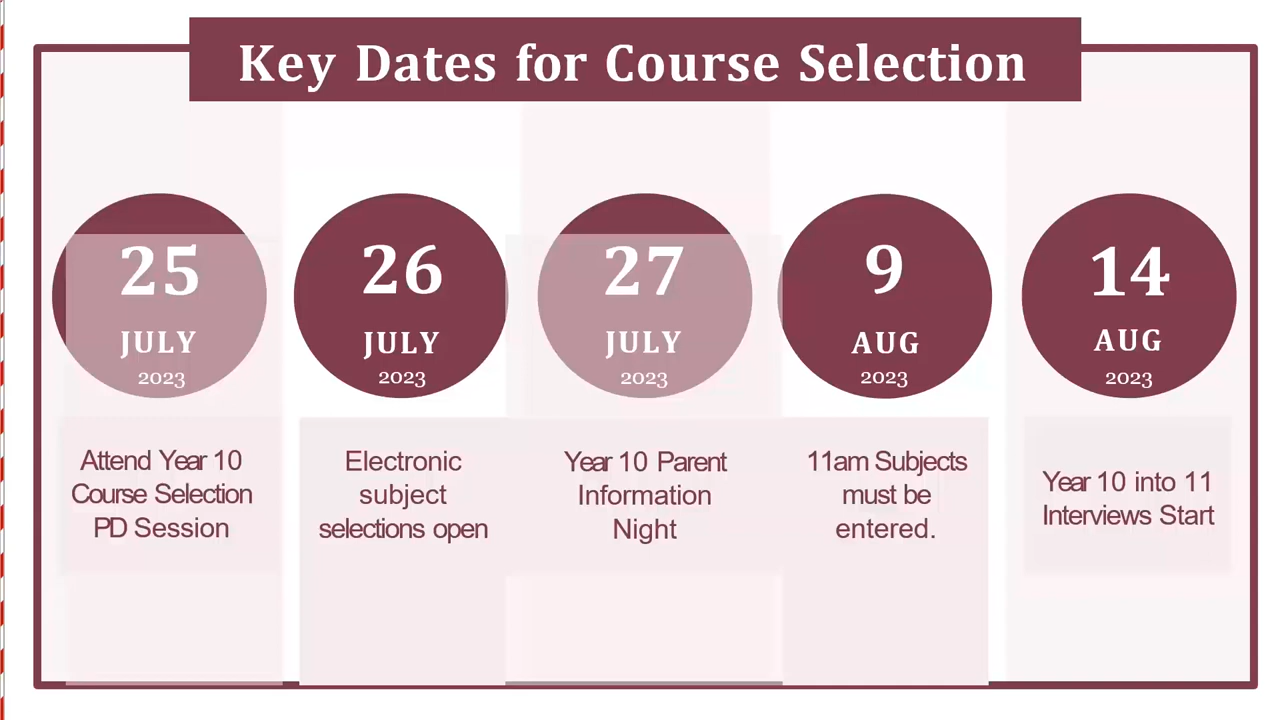 Key Dates for Course Selection
25
JULY
2023
Attend Year 10
Course Selection
PD Session
26
JULY
2023
Electronic
subject
selections open
27
JULY
2023
Year 10 Parent
Information
Night
9
AUG
2023
11am Subjects
must be
entered.
14
AUG
2023
Year 10 into 11
Interviews Start